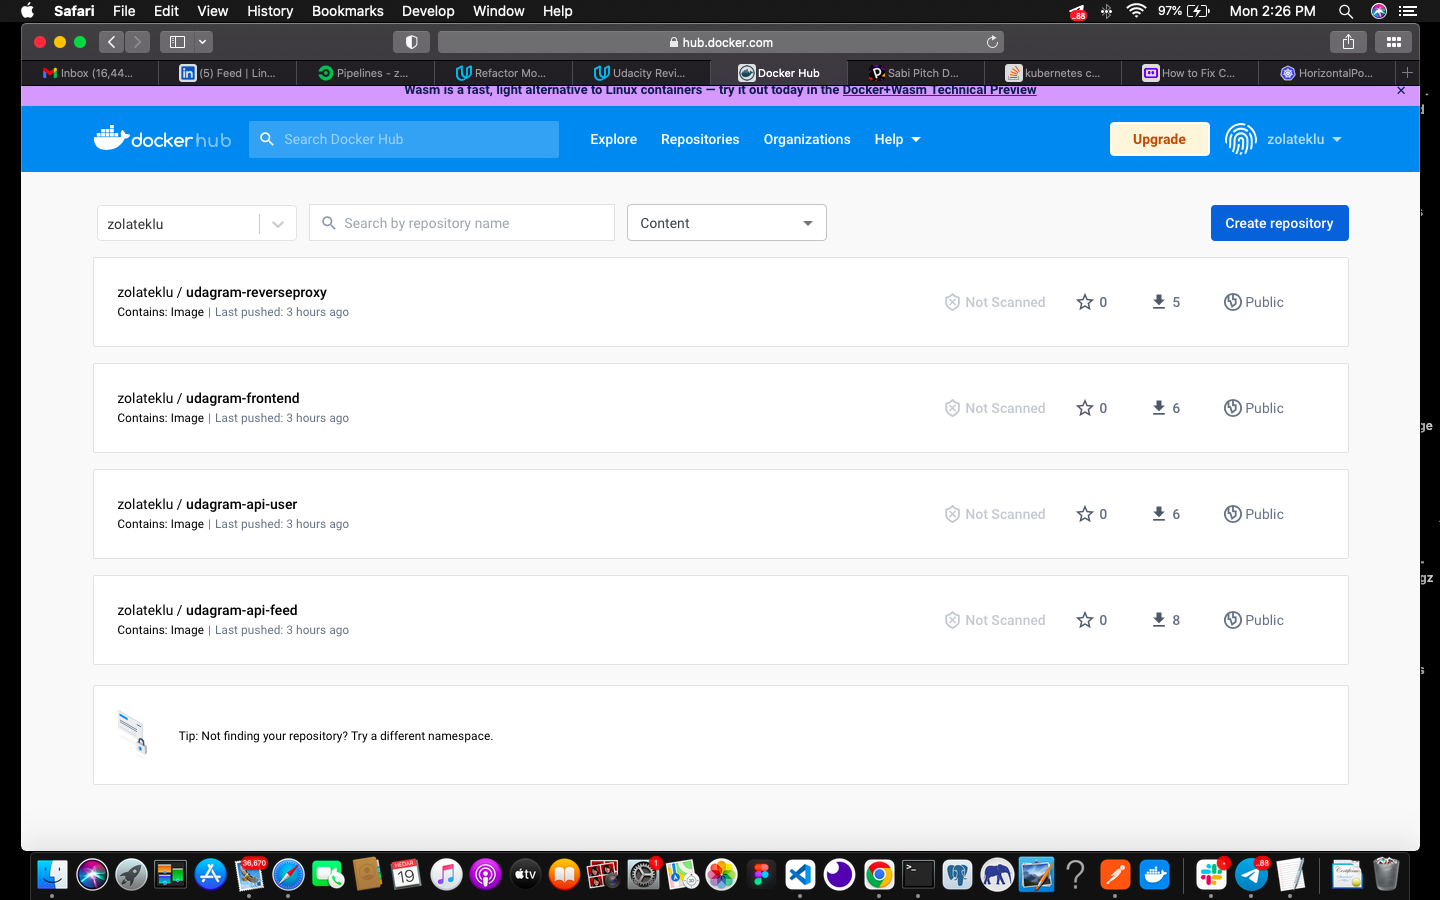 Safari File Edit View History Bookmarks Develop Window Help
..88 97% Mon 2:26 PM
hub.docker.com
Inbox (16,44... (5) Feed | Lin... Pipelines - z... Refactor Mo... Udacity Revi... Docker Hub Sabi Pitch D... kubernetes c... How to Fix C... HorizontalPo...
Wasm is a fast, light alternative to Linux containers — try it out today in the Docker+Wasm Technical Preview
docker hub Search Docker Hub Explore Repositories Organizations Help Upgrade zolateklu
zolateklu Search by repository name Content Create repository
zolateklu / udagram-reverseproxy
Contains: Image | Last pushed: 3 hours ago
Not Scanned 0 5 Public
zolateklu / udagram-frontend
Contains: Image | Last pushed: 3 hours ago
Not Scanned 0 6 Public
zolateklu / udagram-api-user
Contains: Image | Last pushed: 3 hours ago
Not Scanned 0 6 Public
zolateklu / udagram-api-feed
Contains: Image | Last pushed: 3 hours ago
Not Scanned 0 8 Public
Tip: Not finding your repository? Try a different namespace.
36,670 19 tv 1 ..88